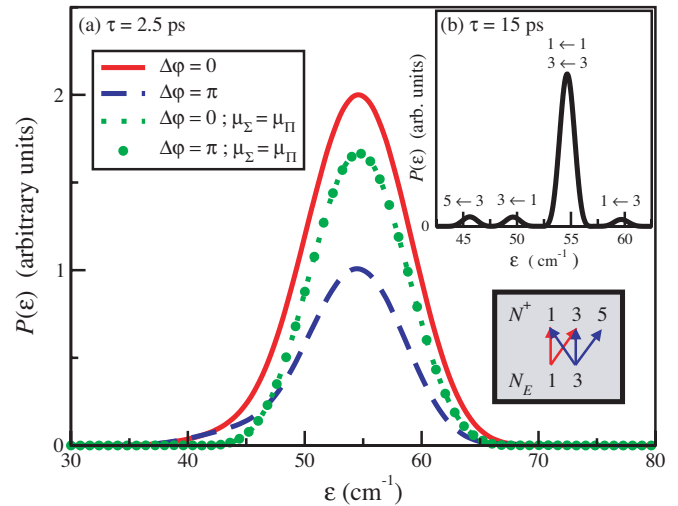 (a) τ = 2.5 ps
Δφ = 0
Δφ = π
Δφ = 0 ; μ_Σ = μ_Π
Δφ = π ; μ_Σ = μ_Π
P(ε) (arbitrary units)
2
1
0
30 40 50 60 70 80
ε (cm⁻¹)
(b) τ = 15 ps
1 ← 1
3 ← 3
5 ← 3 3 ← 1 1 ← 3
P(ε) (arb. units)
0
45 50 55 60
ε ( cm⁻¹)
N⁺ 1 3 5
N_E 1 3